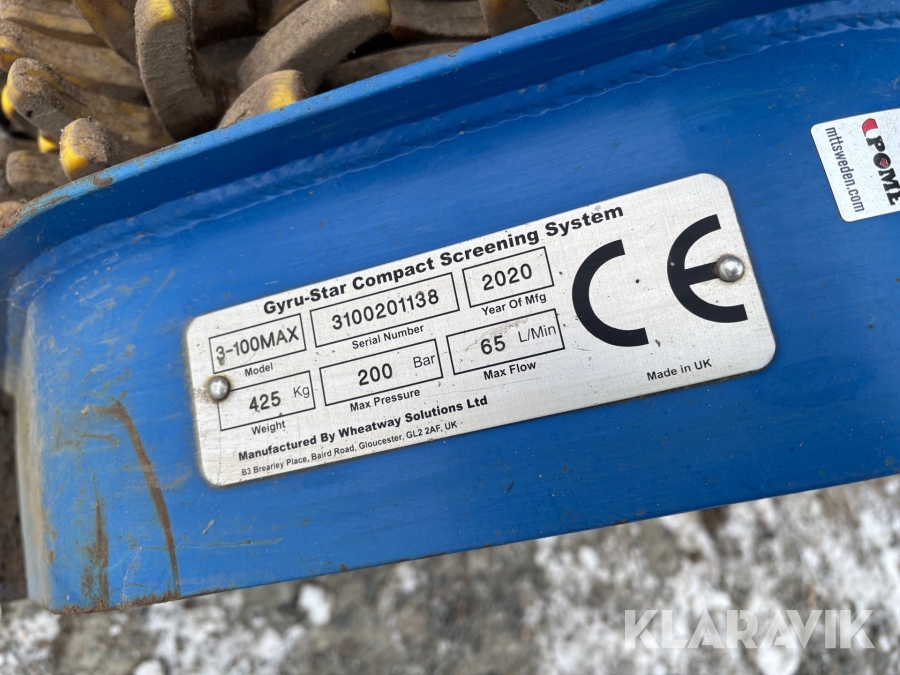 Gyru-Star Compact Screening System
3-100MAX
Model
3100201138
Serial Number
2020
Year Of Mfg
425 Kg
Weight
200 Bar
Max Pressure
65 L/Min
Max Flow
CE
Made in UK
Manufactured By Wheatway Solutions Ltd
B3 Brearley Place, Baird Road, Gloucester, GL2 2AF, UK
mttsweden.com
KLARAVIK